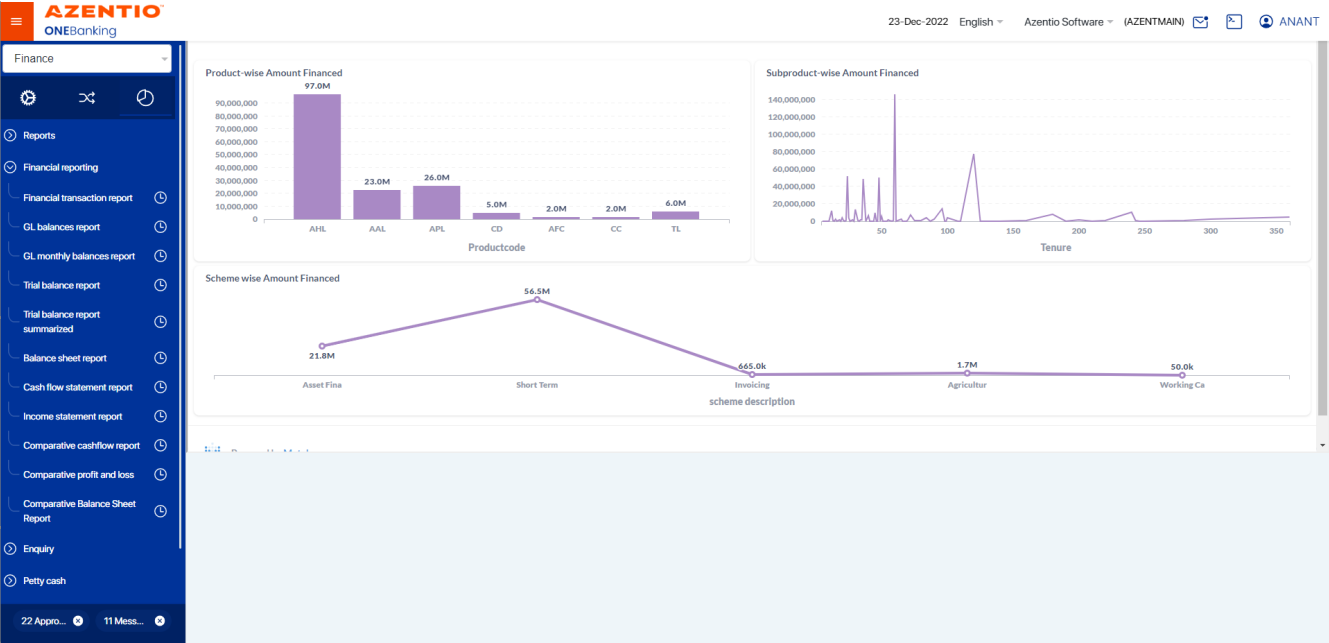 AZENTIO
ONEBanking
23-Dec-2022 English Azentio Software (AZENTMAIN) ANANT
Finance
Reports
Financial reporting
Financial transaction report
GL balances report
GL monthly balances report
Trial balance report
Trial balance report
summarized
Balance sheet report
Cash flow statement report
Income statement report
Comparative cashflow report
Comparative profit and loss
Comparative Balance Sheet
Report
Enquiry
Petty cash
22 Appro... 11 Mess...
Product-wise Amount Financed
97.0M
90,000,000
80,000,000
70,000,000
60,000,000
50,000,000
40,000,000
30,000,000
20,000,000
10,000,000
0
23.0M
26.0M
5.0M
2.0M
2.0M
6.0M
AHL AAL APL CD AFC CC TL
Productcode
Subproduct-wise Amount Financed
140,000,000
120,000,000
100,000,000
80,000,000
60,000,000
40,000,000
20,000,000
0
50 100 150 200 250 300 350
Tenure
Scheme wise Amount Financed
56.5M
21.8M
665.0k
1.7M
50.0k
Asset Fina Short Term Invoicing Agricultur Working Ca
scheme description